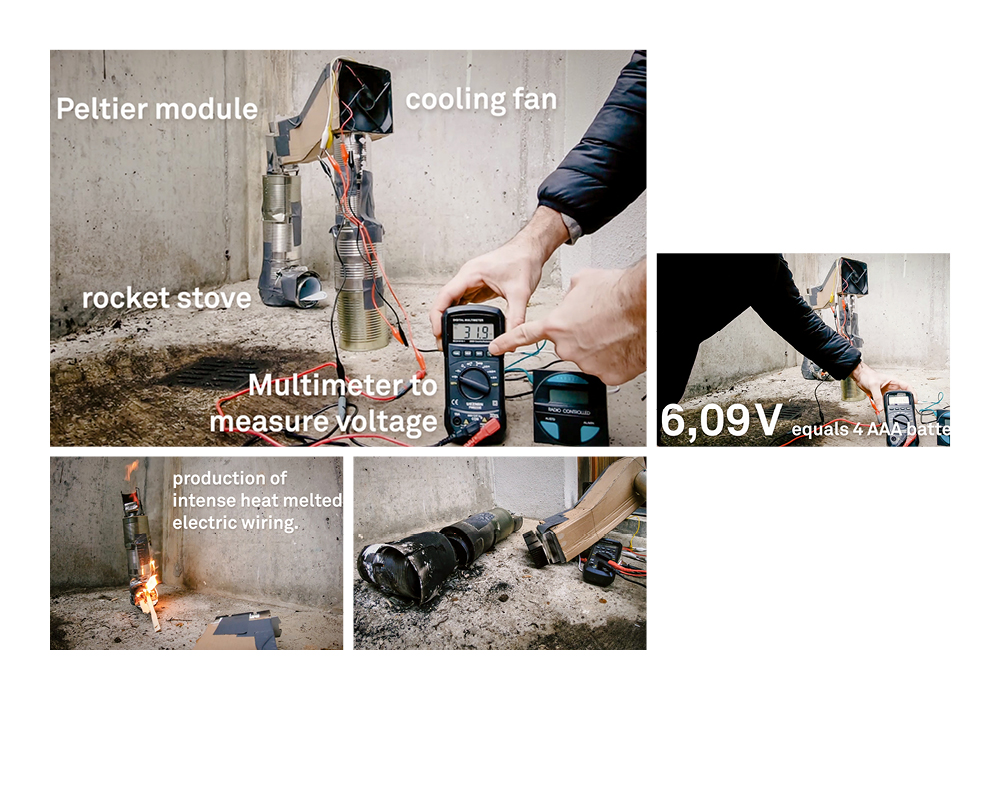 Peltier module
cooling fan
rocket stove
31.9
Multimeter to
measure voltage
DIGITAL MULTIMETER
RADIO CONTROLLED
6,09V equals 4 AAA batte
production of
intense heat melted
electric wiring.